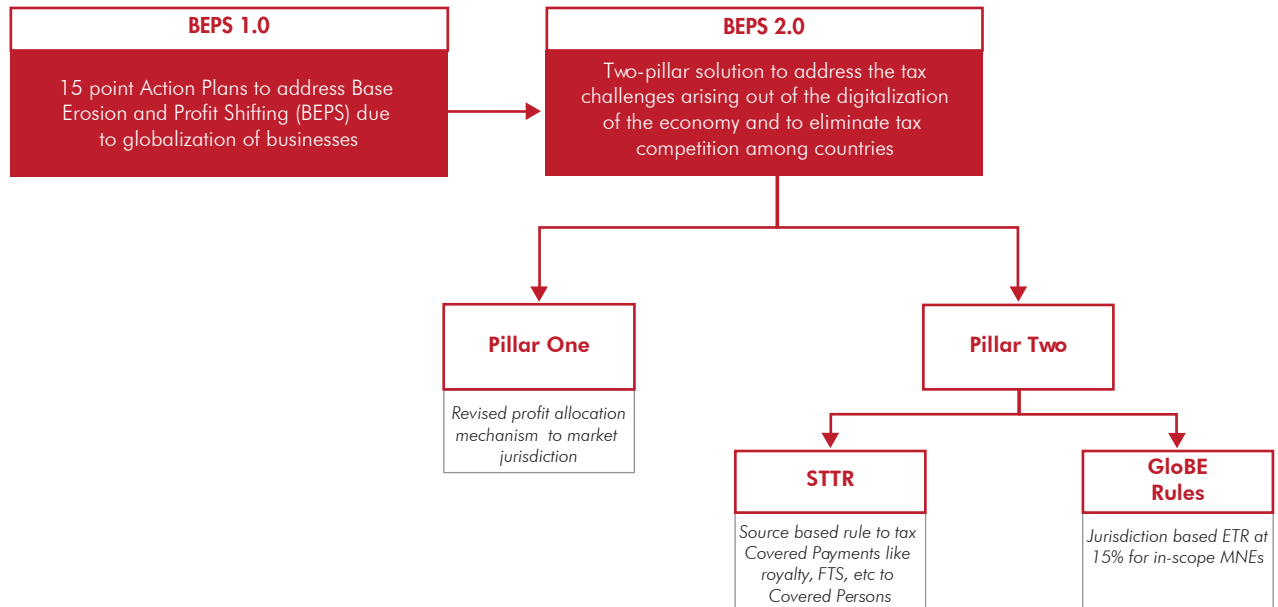 BEPS 1.0
15 point Action Plans to address Base
Erosion and Profit Shifting (BEPS) due
to globalization of businesses
BEPS 2.0
Two-pillar solution to address the tax
challenges arising out of the digitalization
of the economy and to eliminate tax
competition among countries
Pillar One
Revised profit allocation
mechanism to market
jurisdiction
Pillar Two
STTR
Source based rule to tax
Covered Payments like
royalty, FTS, etc to
Covered Persons
GloBE
Rules
Jurisdiction based ETR at
15% for in-scope MNEs